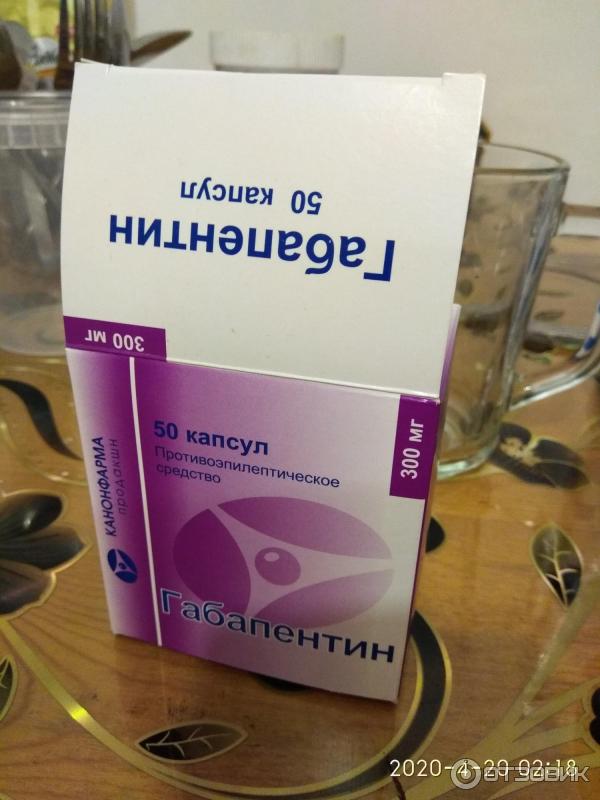 Габапентин
50 капсул
300 мг
50 капсул
Противоэпилептическое
средство
300 мг
КАНОНФАРМА
продакшн
Габапентин
2020-4-20 02:18
ОТЗОВИК